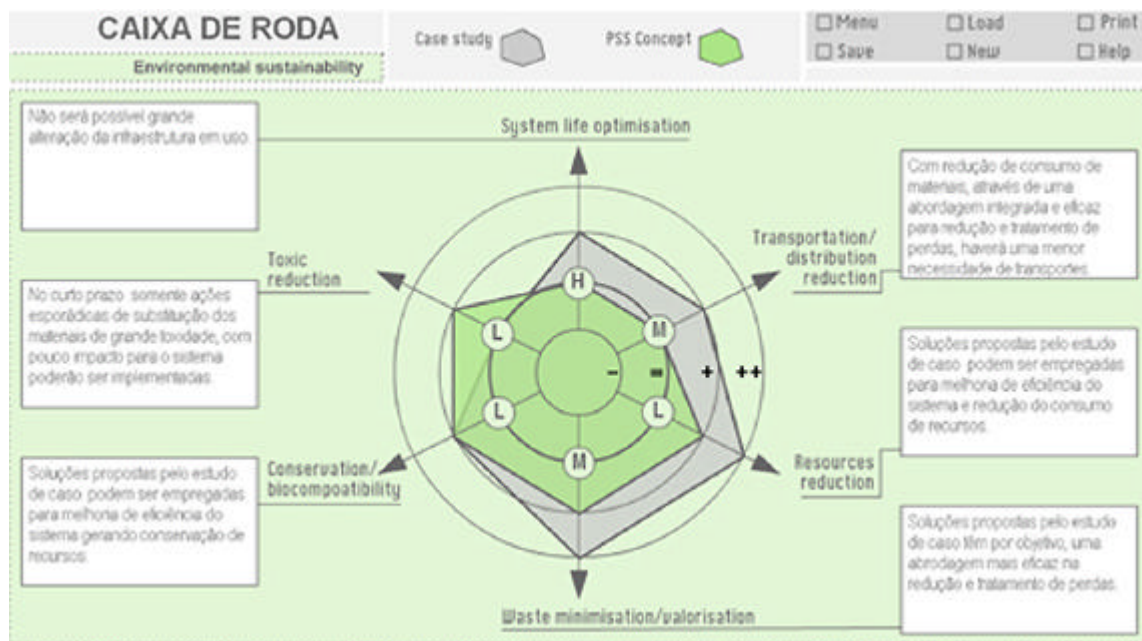 CAIXA DE RODA
Environmental sustainability
Case study
PSS Concept
Menu
Load
Print
Save
New
Help
Não será possível grande
alteração da infraestrutura em uso.
System life optimisation
Com redução de consumo de
materiais, através de uma
abordagem integrada e eficaz
para redução e tratamento de
perdas, haverá uma menor
necessidade de transportes.
Toxic
reduction
Transportation/
distribution
reduction
No curto prazo somente ações
esporádicas de substituição dos
materiais de grande toxidade, com
pouco impacto para o sistema
poderão ser implementadas.
H
L
M
- = + ++
L
L
M
Soluções propostas pelo estudo
de caso podem ser empregadas
para melhoria de eficiência do
sistema e redução do consumo
de recursos.
Conservation/
biocompoatibility
Resources
reduction
Soluções propostas pelo estudo
de caso podem ser empregadas
para melhoria de eficiência do
sistema gerando conservação de
recursos.
Soluções propostas pelo estudo
de caso têm por objetivo, uma
abrodagem mais eficaz na
redução e tratamento de perdas.
Waste minimisation/valorisation